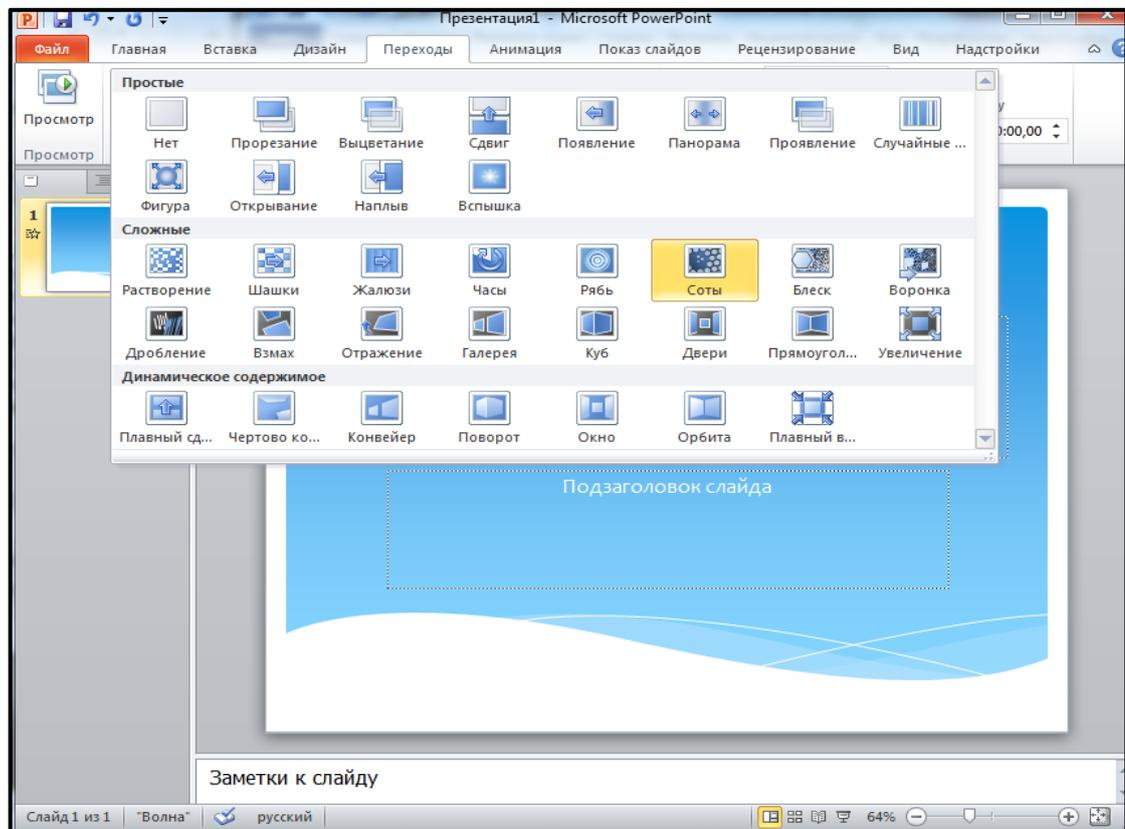 Презентация1 - Microsoft PowerPoint
Файл Главная Вставка Дизайн Переходы Анимация Показ слайдов Рецензирование Вид Надстройки
Просмотр
Просмотр
:00,00
Простые
Нет Прорезание Выцветание Сдвиг Появление Панорама Проявление Случайные ...
Фигура Открывание Наплыв Вспышка
Сложные
Растворение Шашки Жалюзи Часы Рябь Соты Блеск Воронка
Дробление Взмах Отражение Галерея Куб Двери Прямоугол... Увеличение
Динамическое содержимое
Плавный сд... Чертово ко... Конвейер Поворот Окно Орбита Плавный в...
1
Подзаголовок слайда
Заметки к слайду
Слайд 1 из 1 "Волна" русский 64%